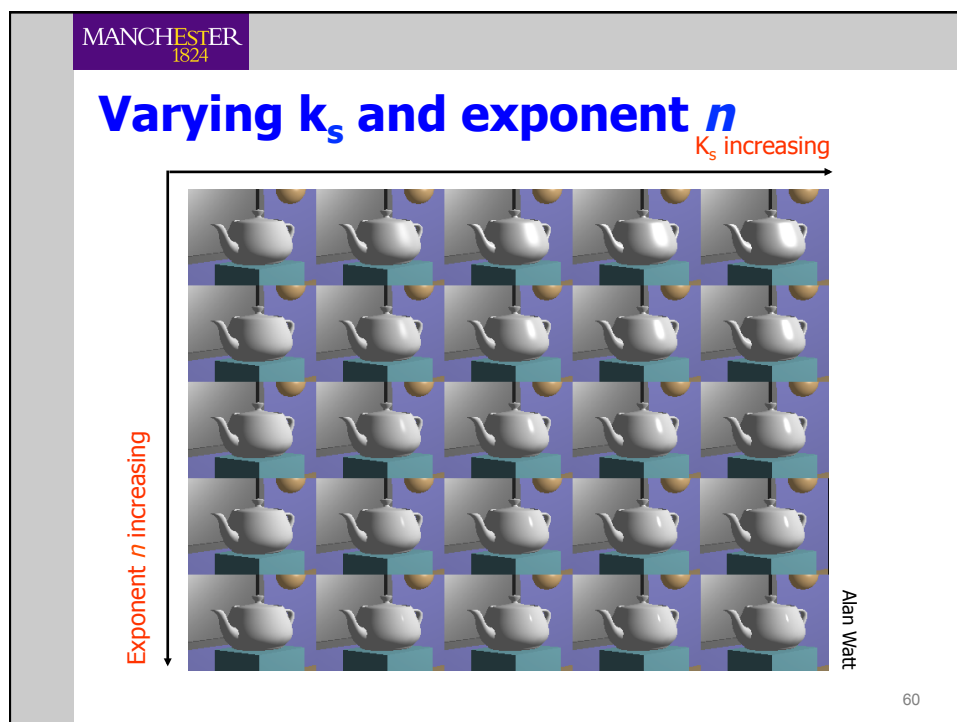 MANCHESTER
1824
Varying ks and exponent n
Ks increasing
Exponent n increasing
Alan Watt
60